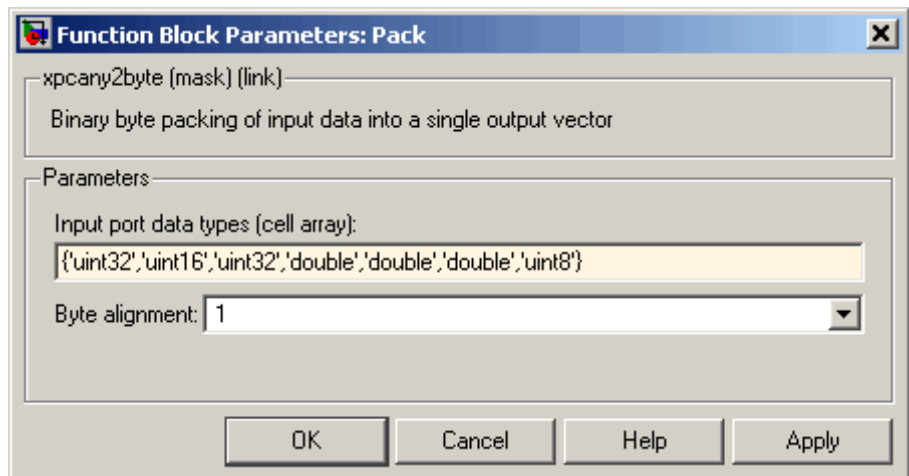 Function Block Parameters: Pack
xpcany2byte (mask) (link)
Binary byte packing of input data into a single output vector
Parameters
Input port data types (cell array):
{'uint32','uint16','uint32','double','double','double','uint8'}
Byte alignment: 1
OK Cancel Help Apply